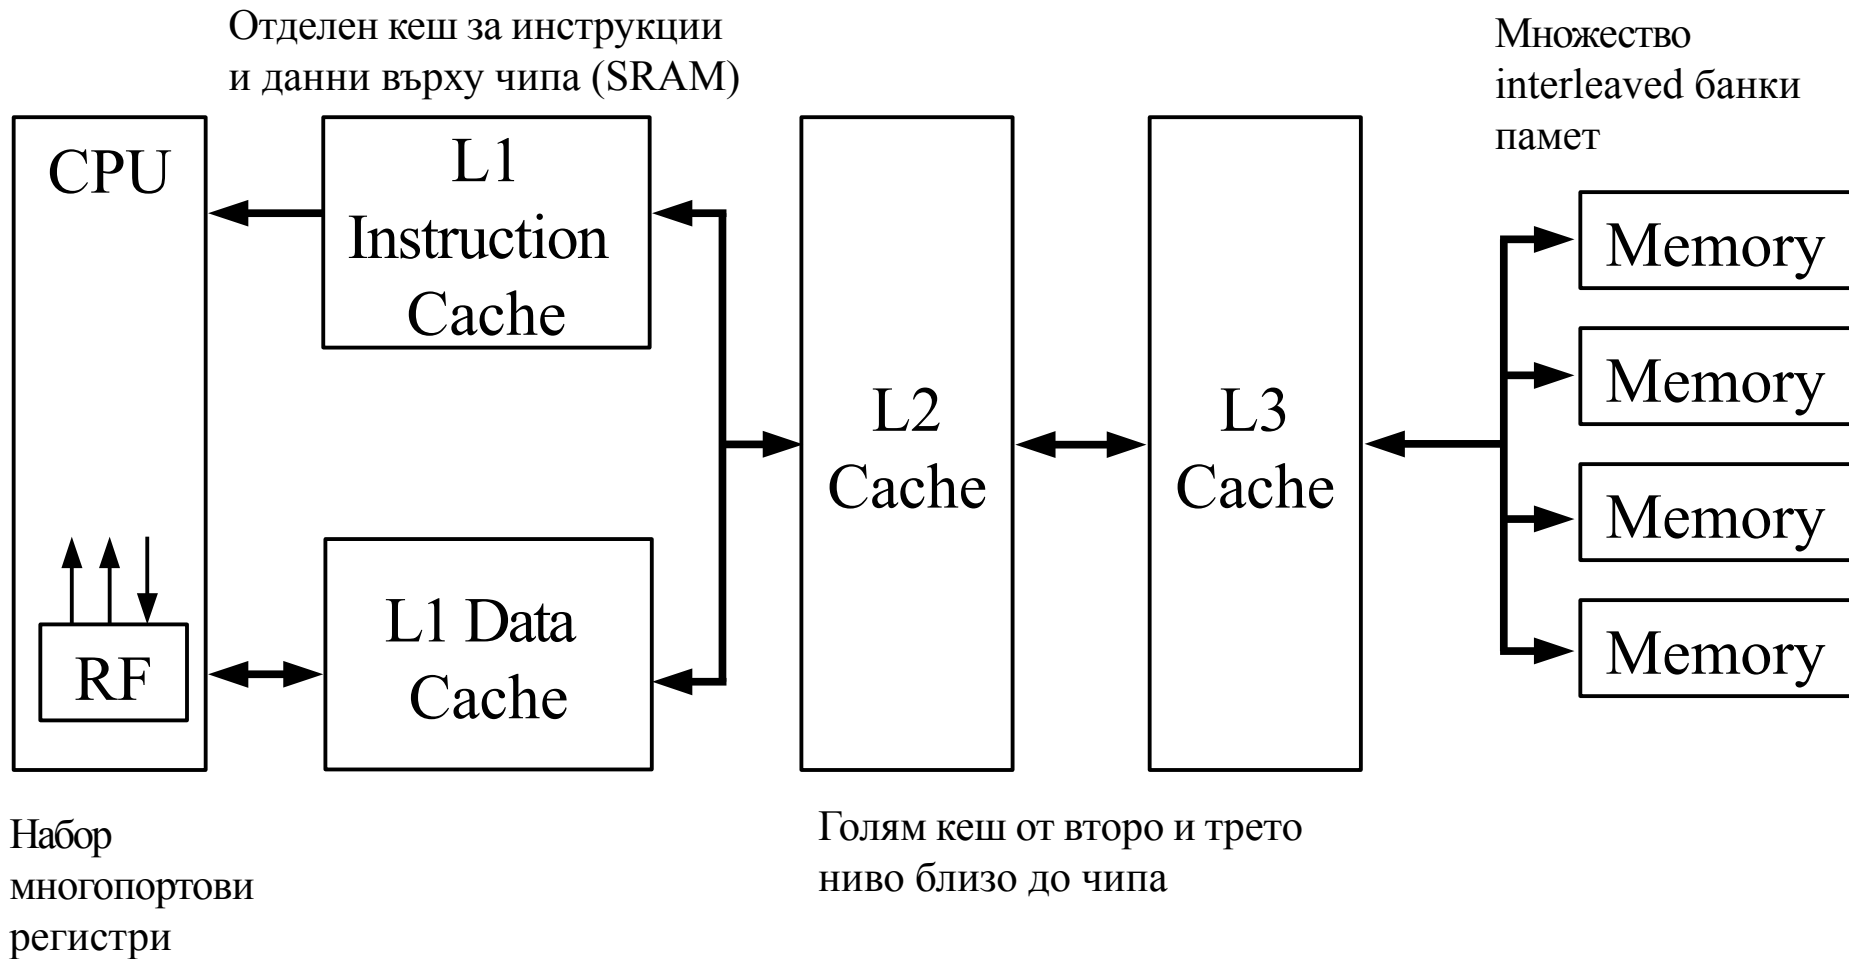 Отделен кеш за инструкции
и данни върху чипа (SRAM)
Множество
interleaved банки
памет
CPU
L1
Instruction
Cache
L2
Cache
L3
Cache
Memory
Memory
Memory
Memory
RF
L1 Data
Cache
Набор
многопортови
регистри
Голям кеш от второ и трето
ниво близо до чипа